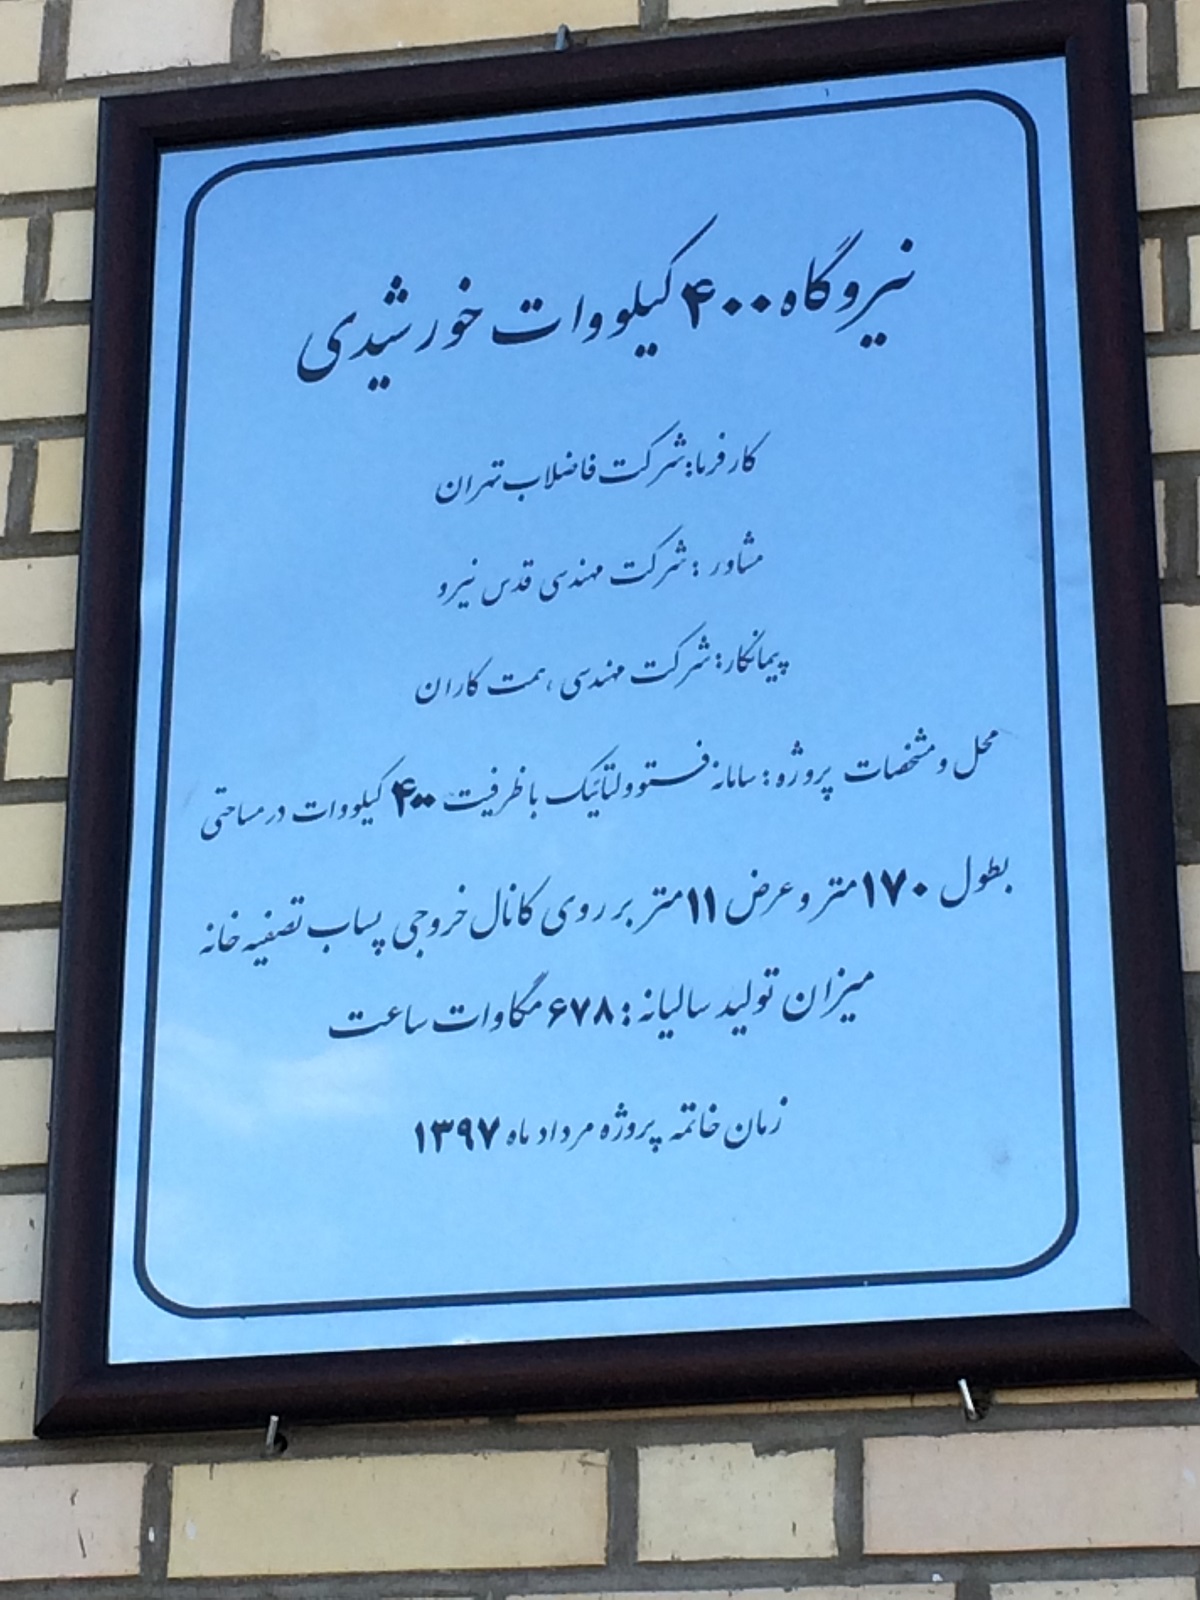 نیروگاه ۴۰۰ کیلووات خورشیدی
کارفرما: شرکت فاضلاب تهران
مشاور : شرکت مهندسی قدس نیرو
پیمانکار: شرکت مهندسی همت کاران
محل و مشخصات پروژه : سامانه فتوولتائیک با ظرفیت ۴۰۰ کیلووات در مساحتی
بطول ۱۷۰ متر و عرض ۱۱ متر بر روی کانال خروجی پساب تصفیه خانه
میزان تولید سالیانه : ۶۷۸ مگاوات ساعت
زمان خاتمه پروژه مرداد ماه ۱۳۹۷